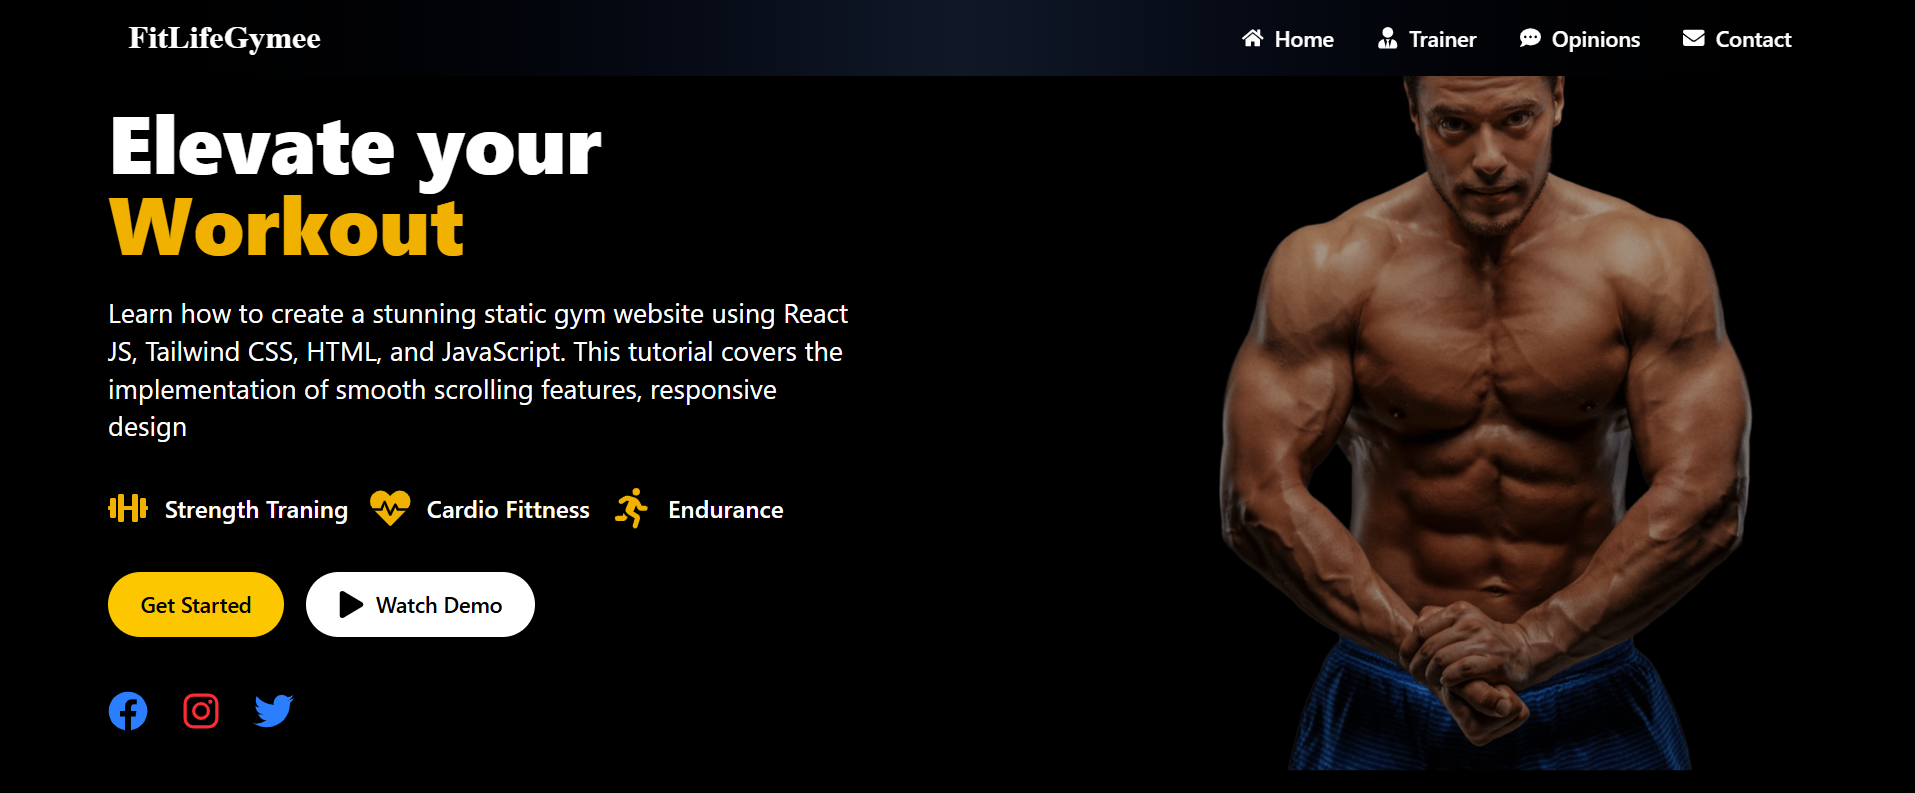 FitLifeGymee
Home
Trainer
Opinions
Contact
Elevate your
Workout
Learn how to create a stunning static gym website using React
JS, Tailwind CSS, HTML, and JavaScript. This tutorial covers the
implementation of smooth scrolling features, responsive
design
Strength Traning
Cardio Fittness
Endurance
Get Started
Watch Demo